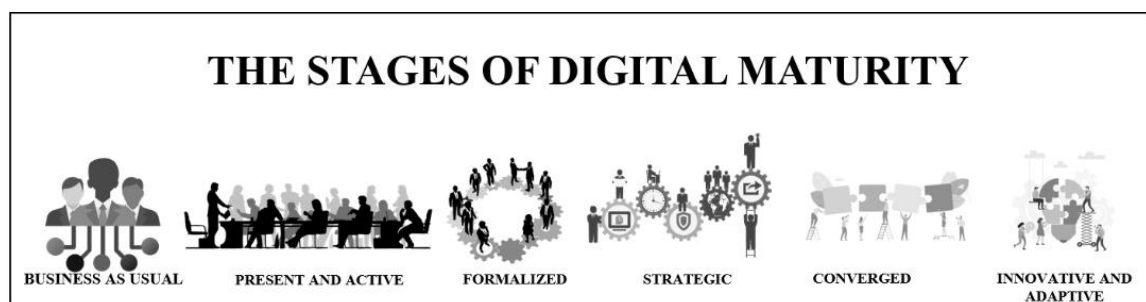 THE STAGES OF DIGITAL MATURITY
BUSINESS AS USUAL
PRESENT AND ACTIVE
FORMALIZED
STRATEGIC
CONVERGED
INNOVATIVE AND
ADAPTIVE